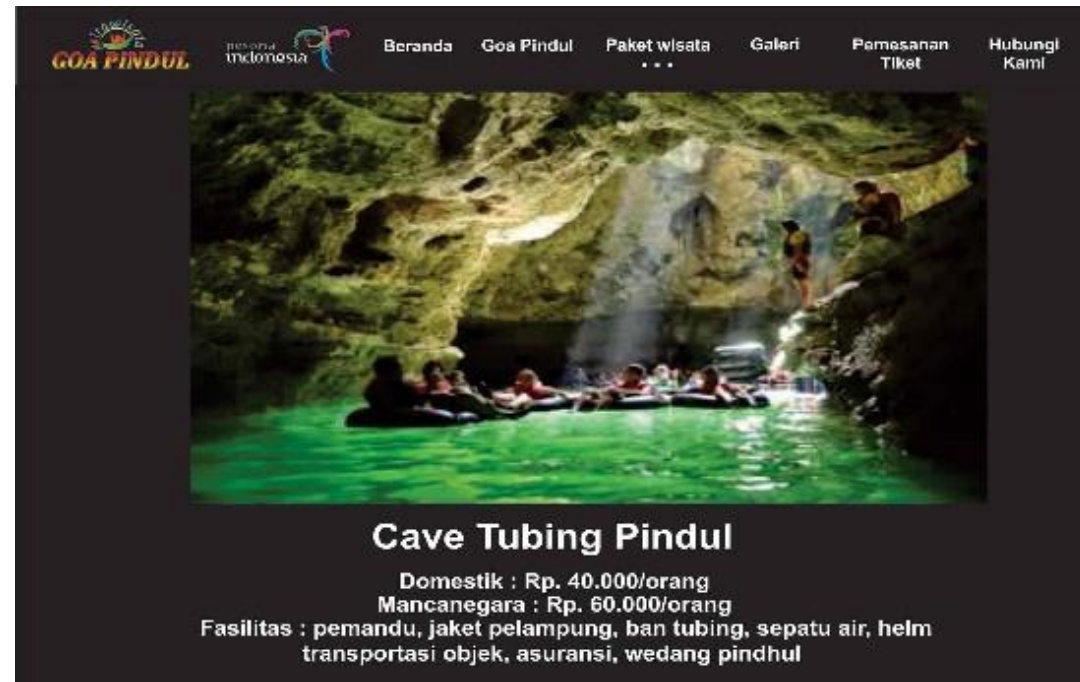 GOA PINDUL
pesona
indonesia
Beranda
Goa Pindul
Paket wisata
...
Galeri
Pemesanan
Tiket
Hubungi
Kami
Cave Tubing Pindul
Domestik : Rp. 40.000/orang
Mancanegara : Rp. 60.000/orang
Fasilitas : pemandu, jaket pelampung, ban tubing, sepatu air, helm
transportasi objek, asuransi, wedang pindhul